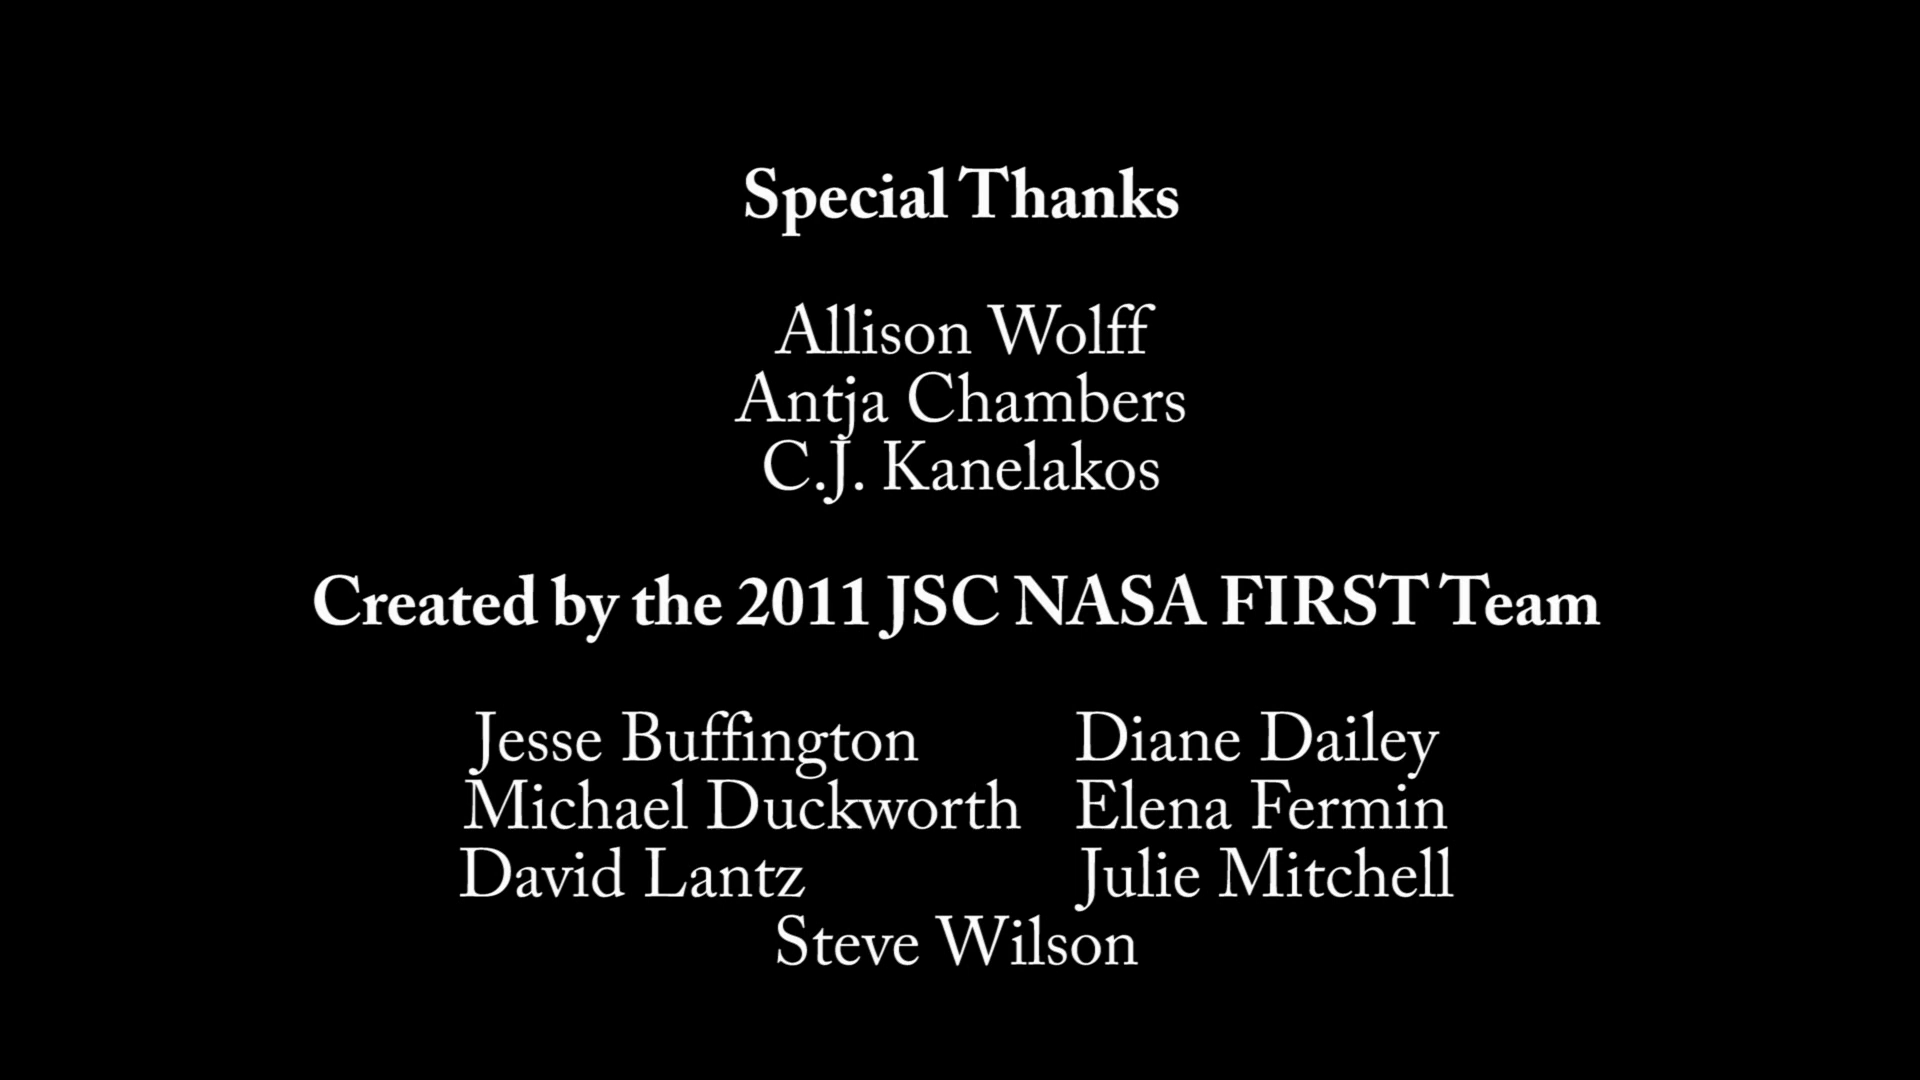 Special Thanks
Allison Wolff
Antja Chambers
C.J. Kanelakos
Created by the 2011 JSC NASA FIRST Team
Jesse Buffington Diane Dailey
Michael Duckworth Elena Fermin
David Lantz Julie Mitchell
Steve Wilson